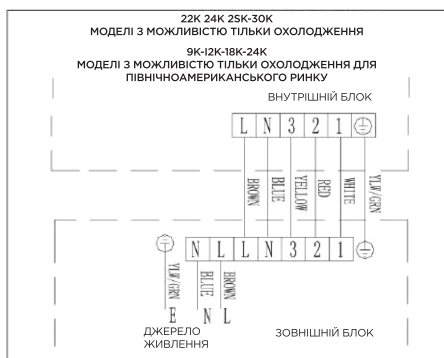 22K 24K 2SK-30K
МОДЕЛІ З МОЖЛИВІСТЮ ТІЛЬКИ ОХОЛОДЖЕННЯ
9K-I2K-18K-24K
МОДЕЛІ З МОЖЛИВІСТЮ ТІЛЬКИ ОХОЛОДЖЕННЯ ДЛЯ
ПІВНІЧНОАМЕРИКАНСЬКОГО РИНКУ
ВНУТРІШНІЙ БЛОК
L N 3 2 1
BROWN BLUE YELLOW RED WHITE YLW/GRN
N L L N 3 2 1
YLW/GRN BLUE BROWN
E N L
ДЖЕРЕЛО
ЖИВЛЕННЯ
ЗОВНІШНІЙ БЛОК